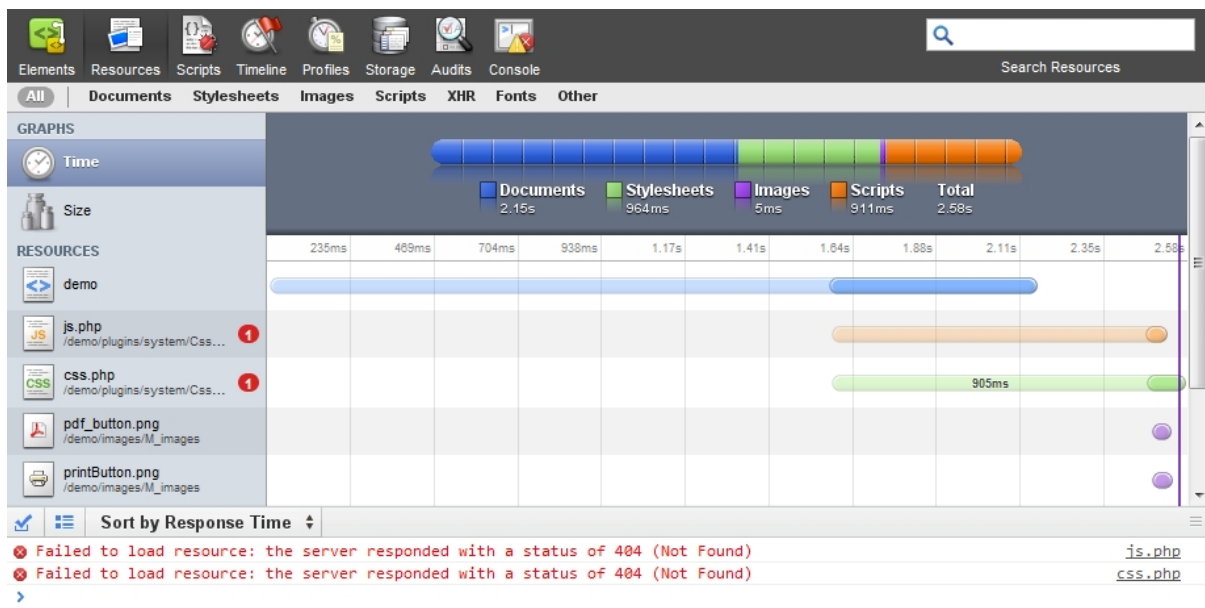 Elements Resources Scripts Timeline Profiles Storage Audits Console
Search Resources
All Documents Stylesheets Images Scripts XHR Fonts Other
GRAPHS
Time
Size
Documents Stylesheets Images Scripts Total
2.15s 964ms 5ms 911ms 2.58s
RESOURCES
235ms 469ms 704ms 938ms 1.17s 1.41s 1.64s 1.88s 2.11s 2.35s 2.58s
demo
JS
js.php
/demo/plugins/system/Css...
1
CSS
css.php
/demo/plugins/system/Css...
1
905ms
pdf_button.png
/demo/images/M_images
printButton.png
/demo/images/M_images
Sort by Response Time
Failed to load resource: the server responded with a status of 404 (Not Found) js.php
Failed to load resource: the server responded with a status of 404 (Not Found) css.php
>